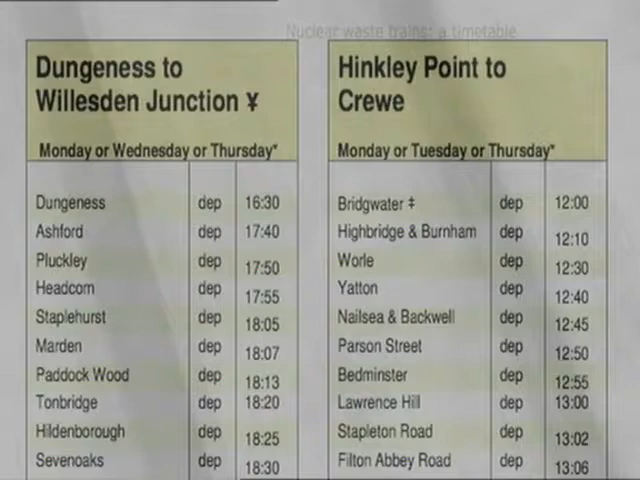 Nuclear waste trains: a timetable
Dungeness to
Willesden Junction ¥
Monday or Wednesday or Thursday*
Dungeness dep 16:30
Ashford dep 17:40
Pluckley dep 17:50
Headcorn dep 17:55
Staplehurst dep 18:05
Marden dep 18:07
Paddock Wood dep 18:13
Tonbridge dep 18:20
Hildenborough dep 18:25
Sevenoaks dep 18:30
Hinkley Point to
Crewe
Monday or Tuesday or Thursday*
Bridgwater ‡ dep 12:00
Highbridge & Burnham dep 12:10
Worle dep 12:30
Yatton dep 12:40
Nailsea & Backwell dep 12:45
Parson Street dep 12:50
Bedminster dep 12:55
Lawrence Hill dep 13:00
Stapleton Road dep 13:02
Filton Abbey Road dep 13:06